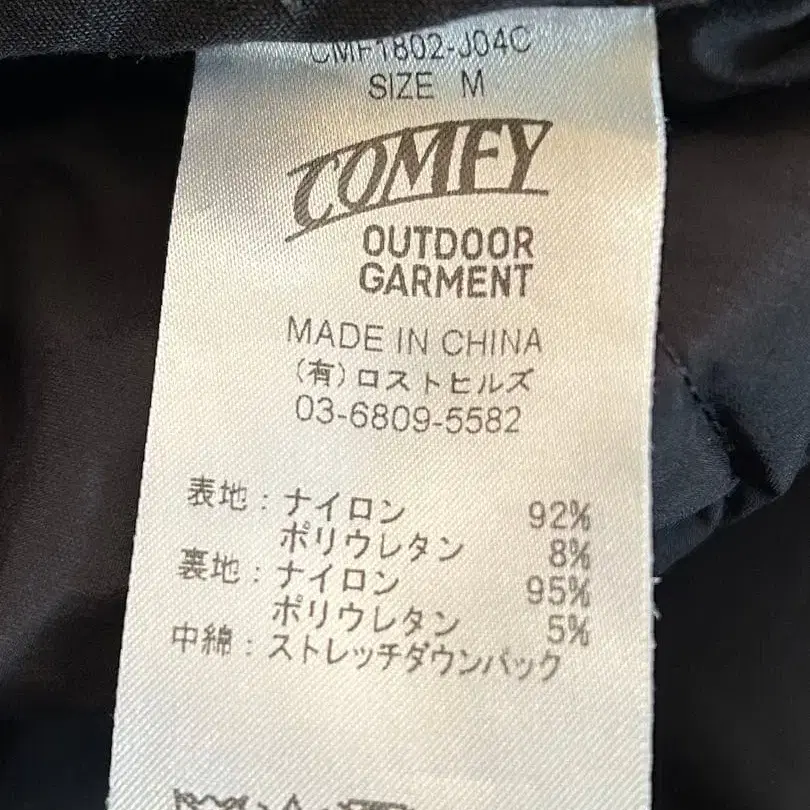 CMF1802-J04C
SIZE M
COMFY
OUTDOOR
GARMENT
MADE IN CHINA
(有)ロストヒルズ
03-6809-5582
表地:ナイロン 92%
ポリウレタン 8%
裏地:ナイロン 95%
ポリウレタン 5%
中綿:ストレッチダウンパック